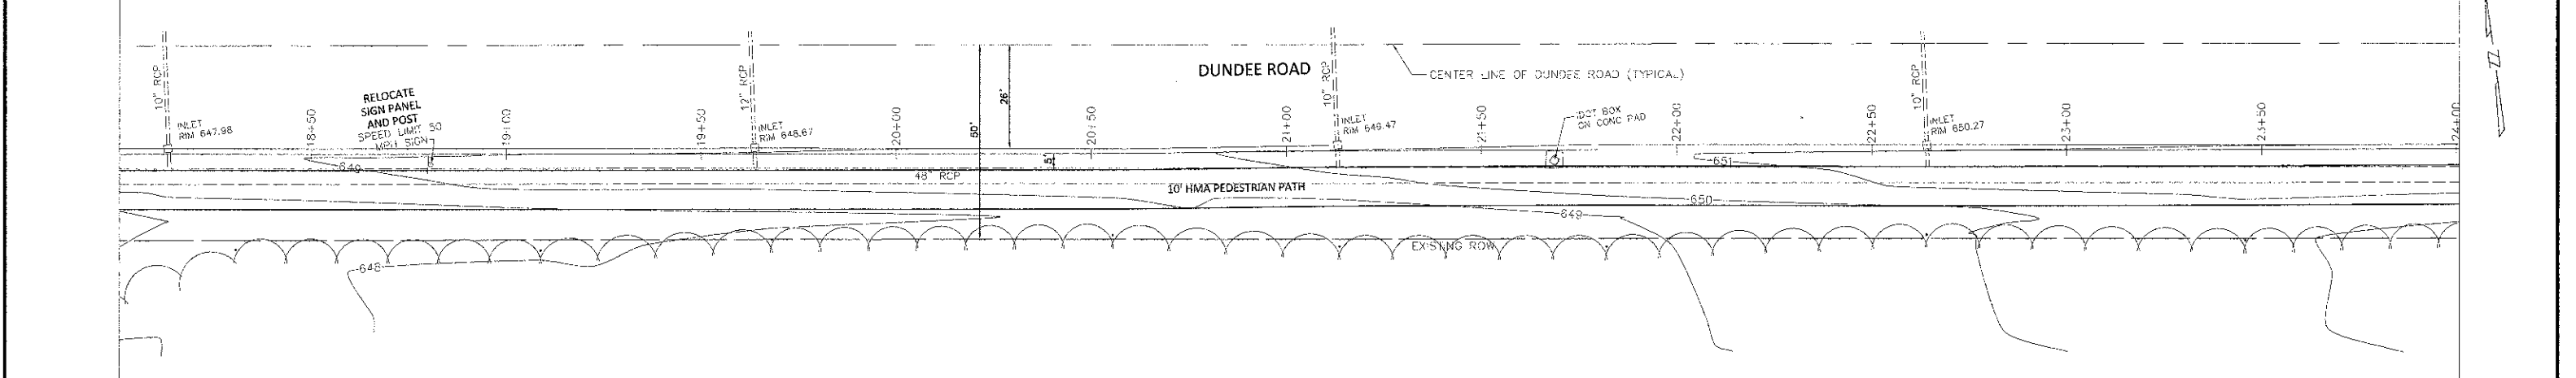 DUNDEE ROAD
CENTER LINE OF DUNDEE ROAD (TYPICAL)
10" RCP
12" RCP
10" RCP
10" RCP
RELOCATE
SIGN PANEL
AND POST
SPEED LIMIT 50
MPH SIGN
INLET
RIM 647.98
INLET
RIM 648.67
INLET
RIM 649.47
IDOT BOX
ON CONC PAD
INLET
RIM 650.27
26'
50'
5'
18+50
19+00
19+50
20+00
20+50
21+00
21+50
22+00
22+50
23+00
23+50
24+00
649
651
48" RCP
10' HMA PEDESTRIAN PATH
650
649
EXISTING ROW
648
N